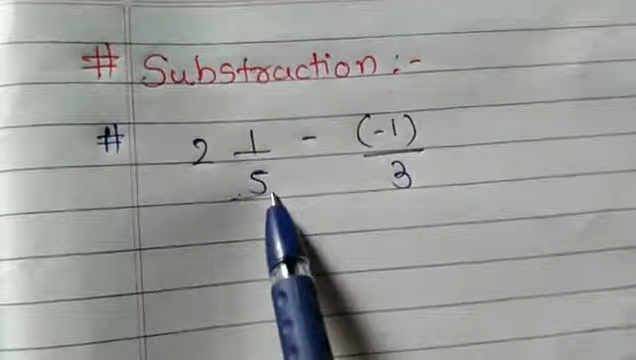 # Substraction :-
# 2 1/5 - (-1)/3